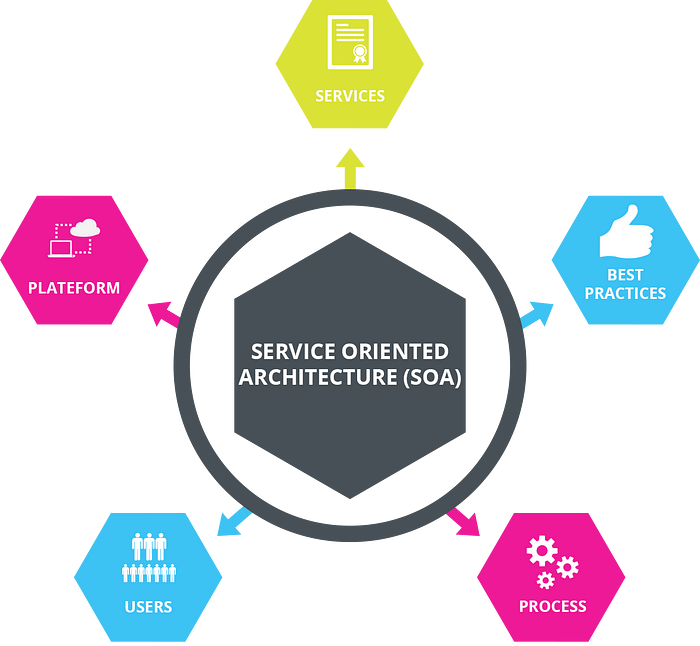 SERVICES
PLATEFORM
BEST
PRACTICES
SERVICE ORIENTED
ARCHITECTURE (SOA)
USERS
PROCESS